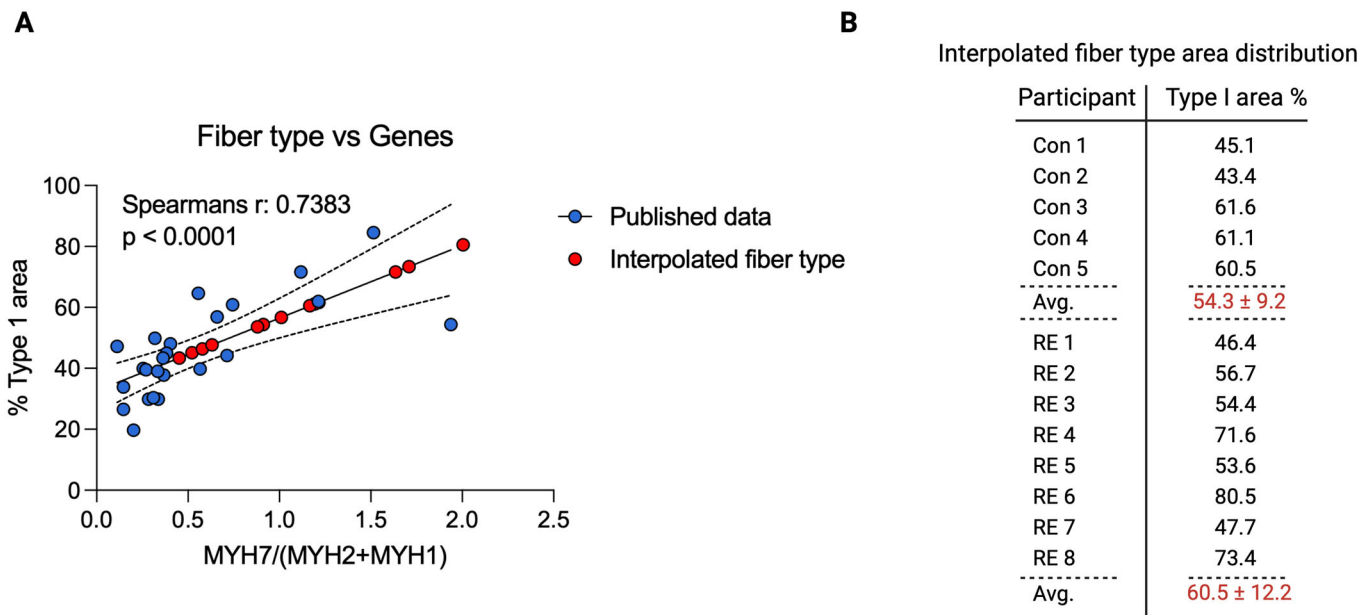 A
Fiber type vs Genes
Spearmans r: 0.7383
p < 0.0001
% Type 1 area
100
80
60
40
20
0
0.0 0.5 1.0 1.5 2.0 2.5
MYH7/(MYH2+MYH1)
Published data
Interpolated fiber type
B
Interpolated fiber type area distribution
Participant Type I area %
Con 1 45.1
Con 2 43.4
Con 3 61.6
Con 4 61.1
Con 5 60.5
Avg. 54.3 ± 9.2
RE 1 46.4
RE 2 56.7
RE 3 54.4
RE 4 71.6
RE 5 53.6
RE 6 80.5
RE 7 47.7
RE 8 73.4
Avg. 60.5 ± 12.2